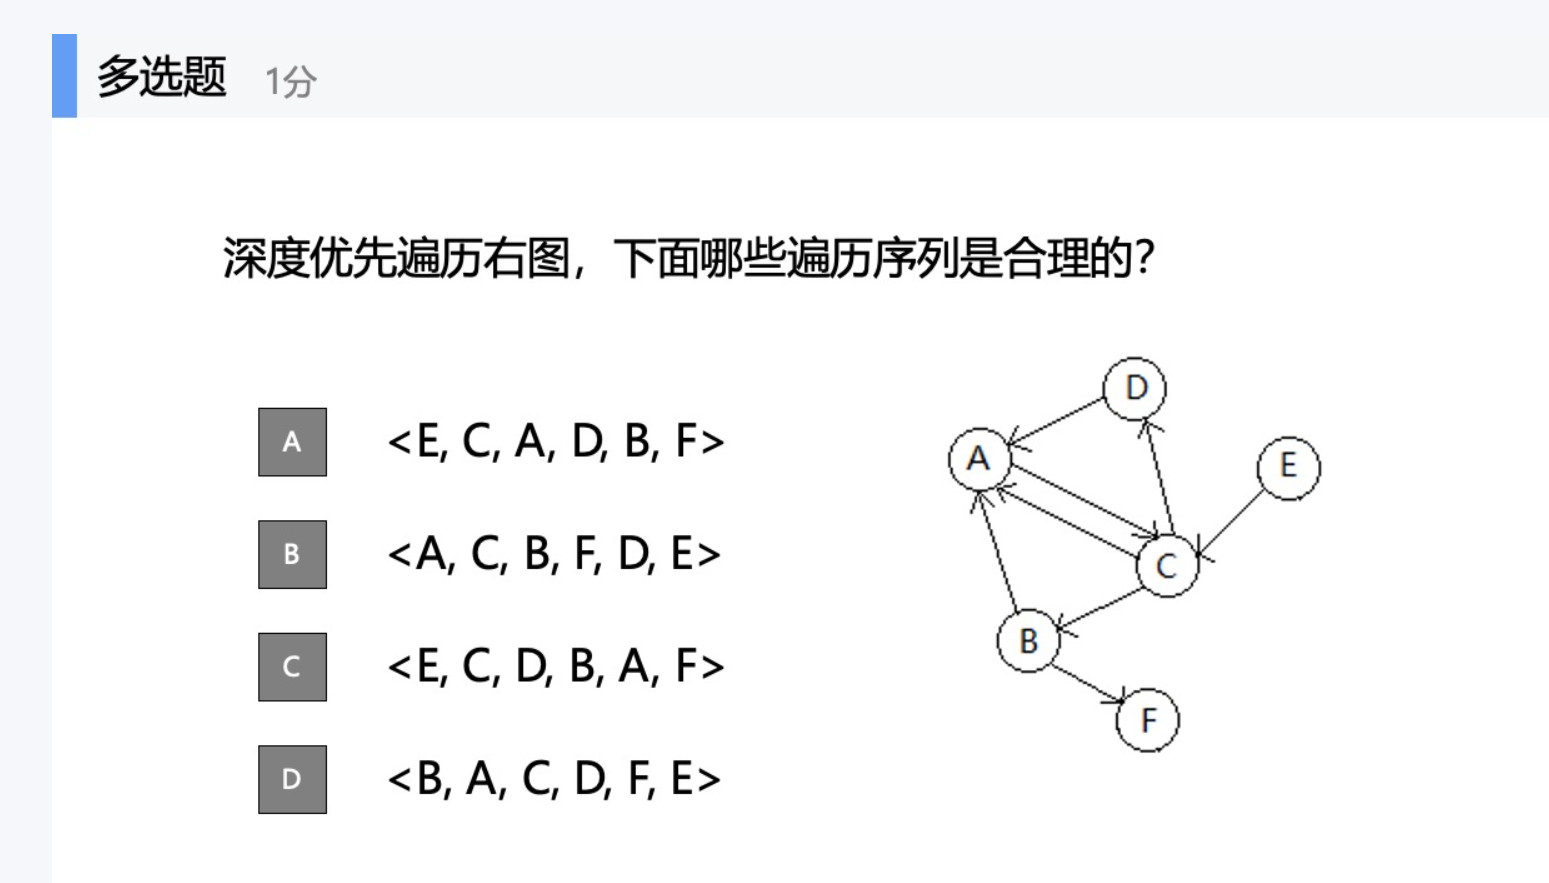 多选题 1分
深度优先遍历右图，下面哪些遍历序列是合理的？
A <E, C, A, D, B, F>
B <A, C, B, F, D, E>
C <E, C, D, B, A, F>
D <B, A, C, D, F, E>
D
A
E
C
B
F